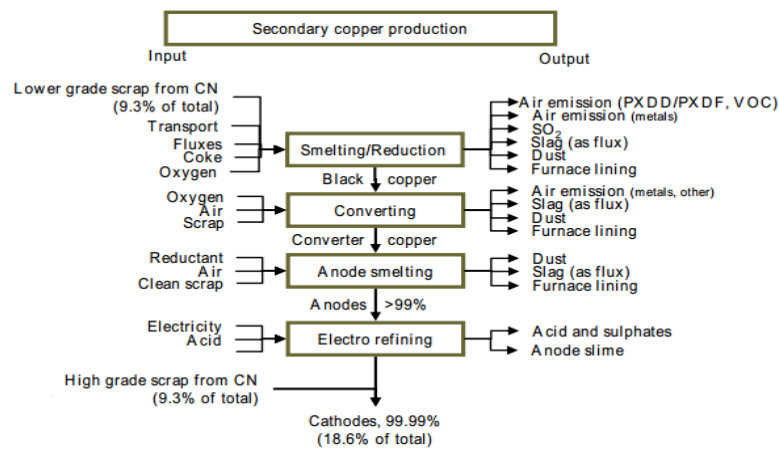 Secondary copper production
Input
Output
Lower grade scrap from CN
(9.3% of total)
Transport
Fluxes
Coke
Oxygen
Smelting/Reduction
Air emission (PXDD/PXDF, VOC)
Air emission (metals)
SO2
Slag (as flux)
Dust
Furnace lining
Black copper
Oxygen
Air
Scrap
Converting
Air emission (metals, other)
Slag (as flux)
Dust
Furnace lining
Converter copper
Reductant
Air
Clean scrap
Anode smelting
Dust
Slag (as flux)
Furnace lining
Anodes >99%
Electricity
Acid
Electro refining
Acid and sulphates
Anode slime
High grade scrap from CN
(9.3% of total)
Cathodes, 99.99%
(18.6% of total)